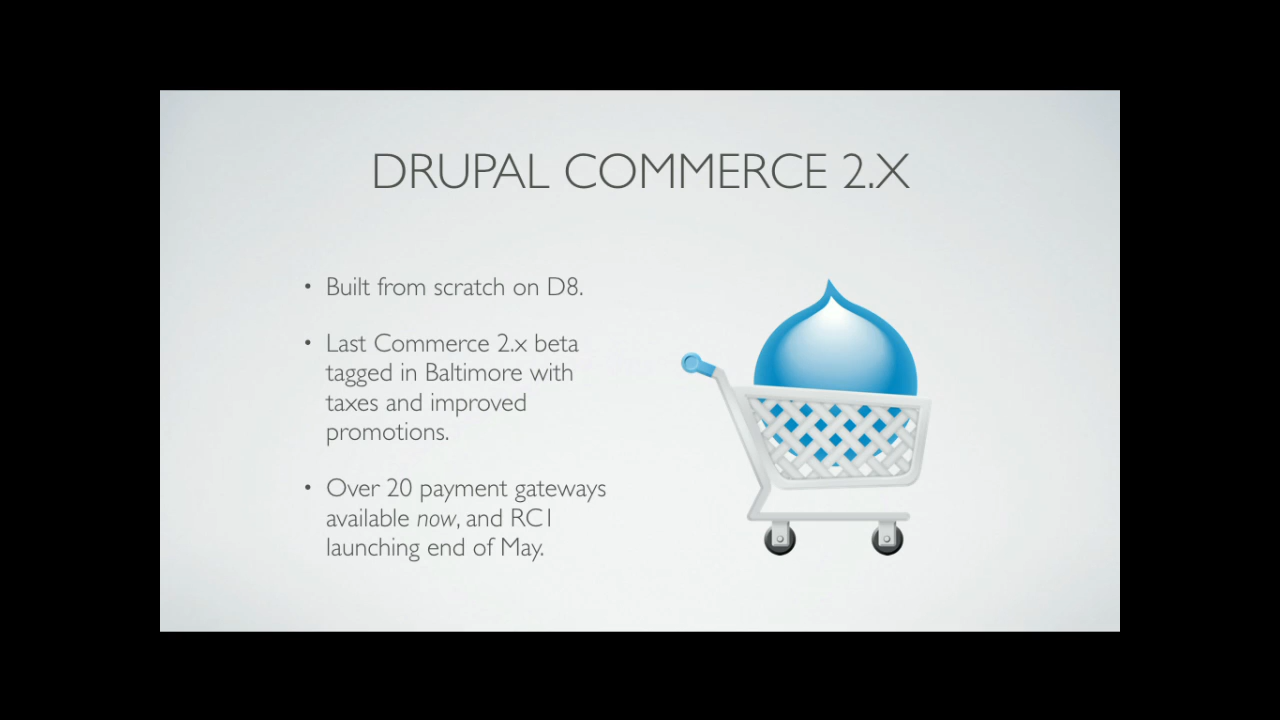 DRUPAL COMMERCE 2.X
• Built from scratch on D8.
• Last Commerce 2.x beta
tagged in Baltimore with
taxes and improved
promotions.
• Over 20 payment gateways
available now, and RC1
launching end of May.